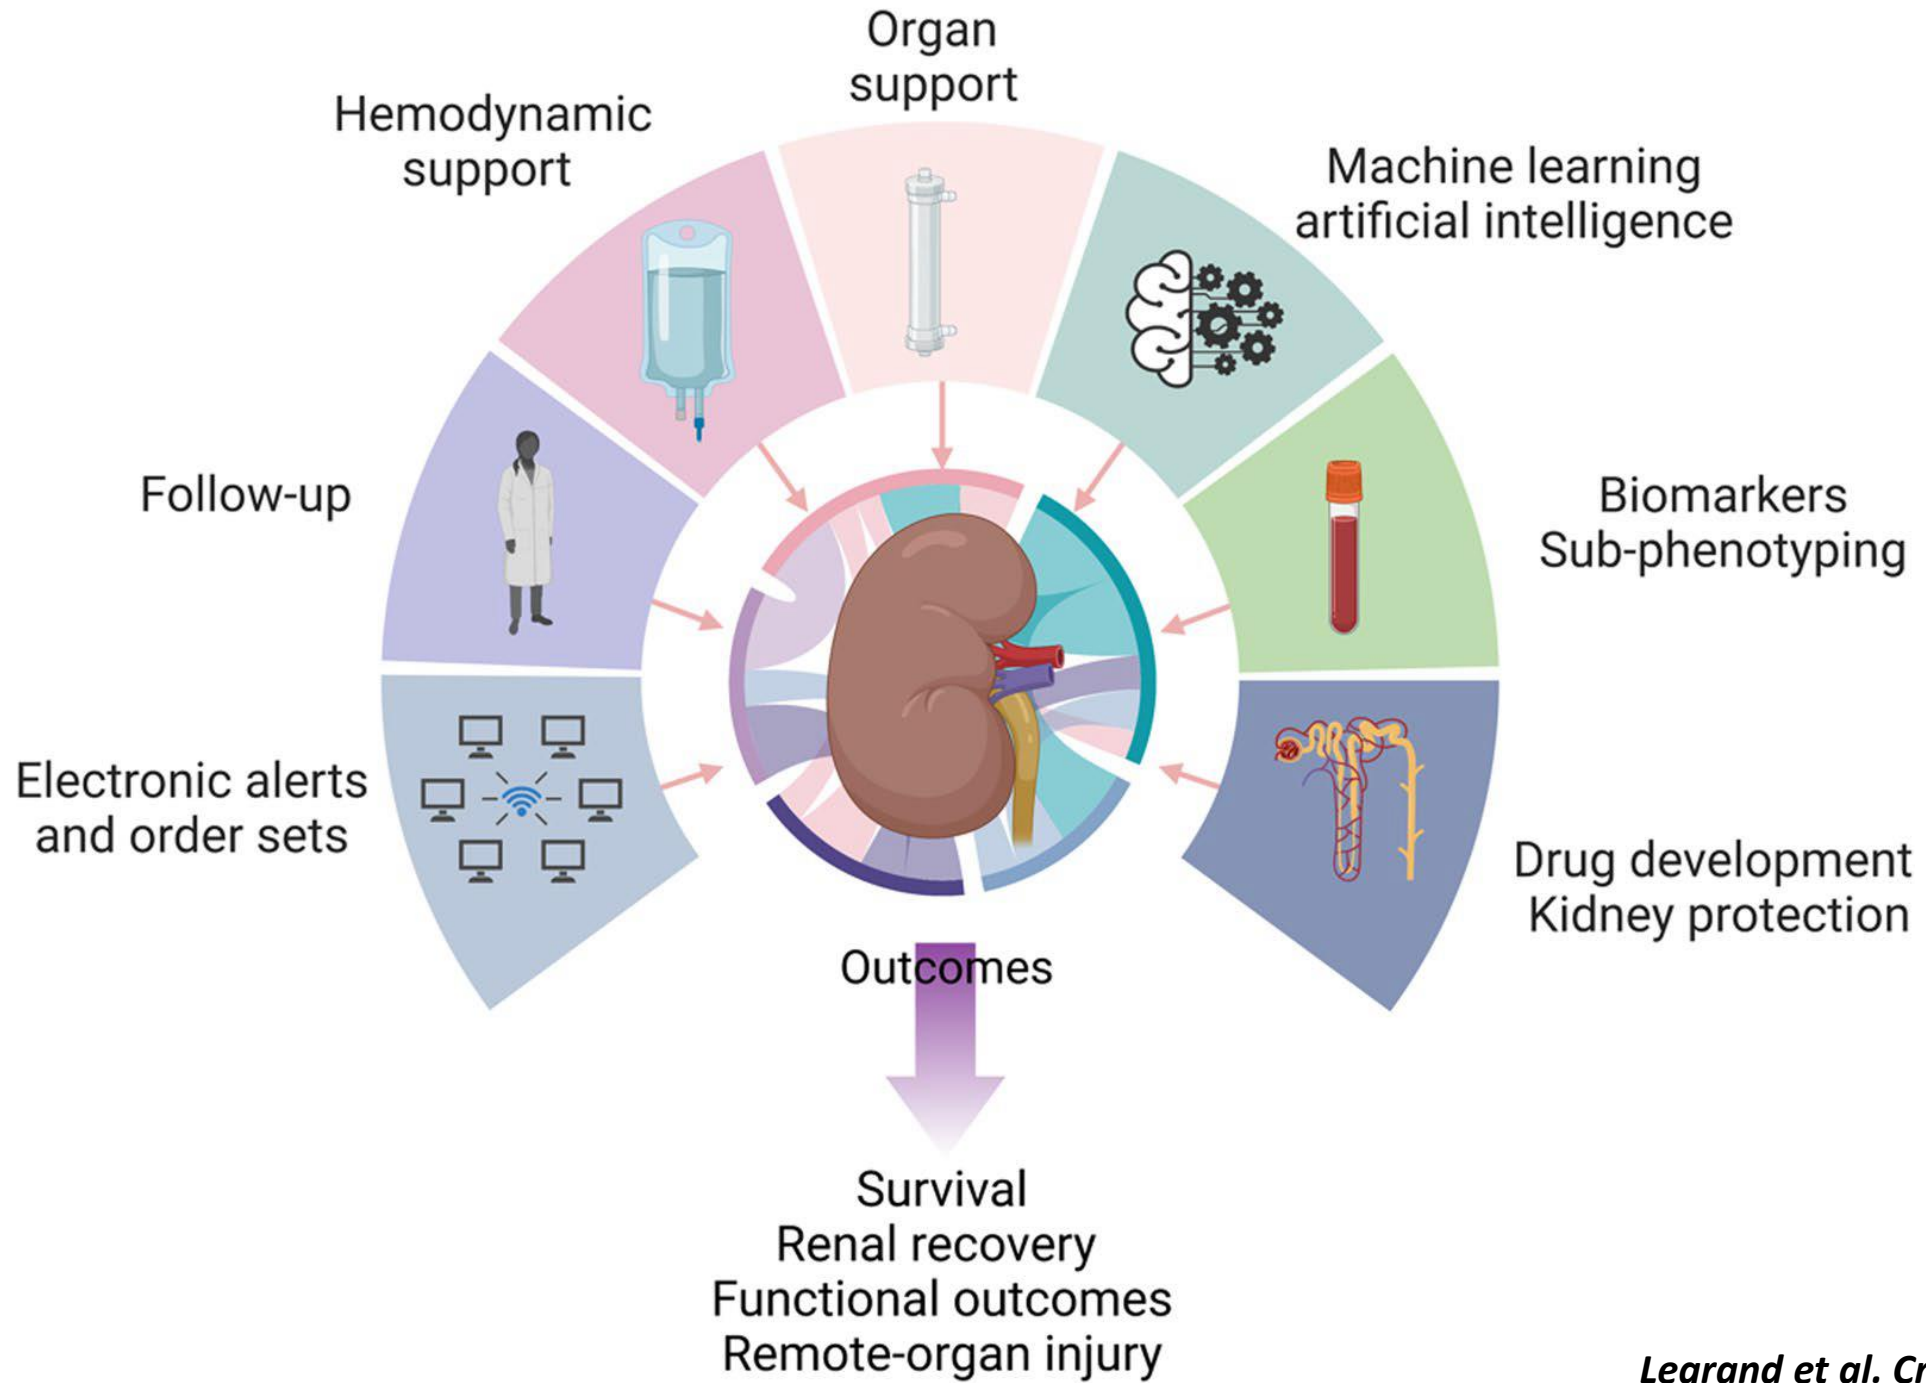 Organ
support
Hemodynamic
support
Machine learning
artificial intelligence
Follow-up
Biomarkers
Sub-phenotyping
Electronic alerts
and order sets
Drug development
Kidney protection
Outcomes
Survival
Renal recovery
Functional outcomes
Remote-organ injury
Legrand et al.